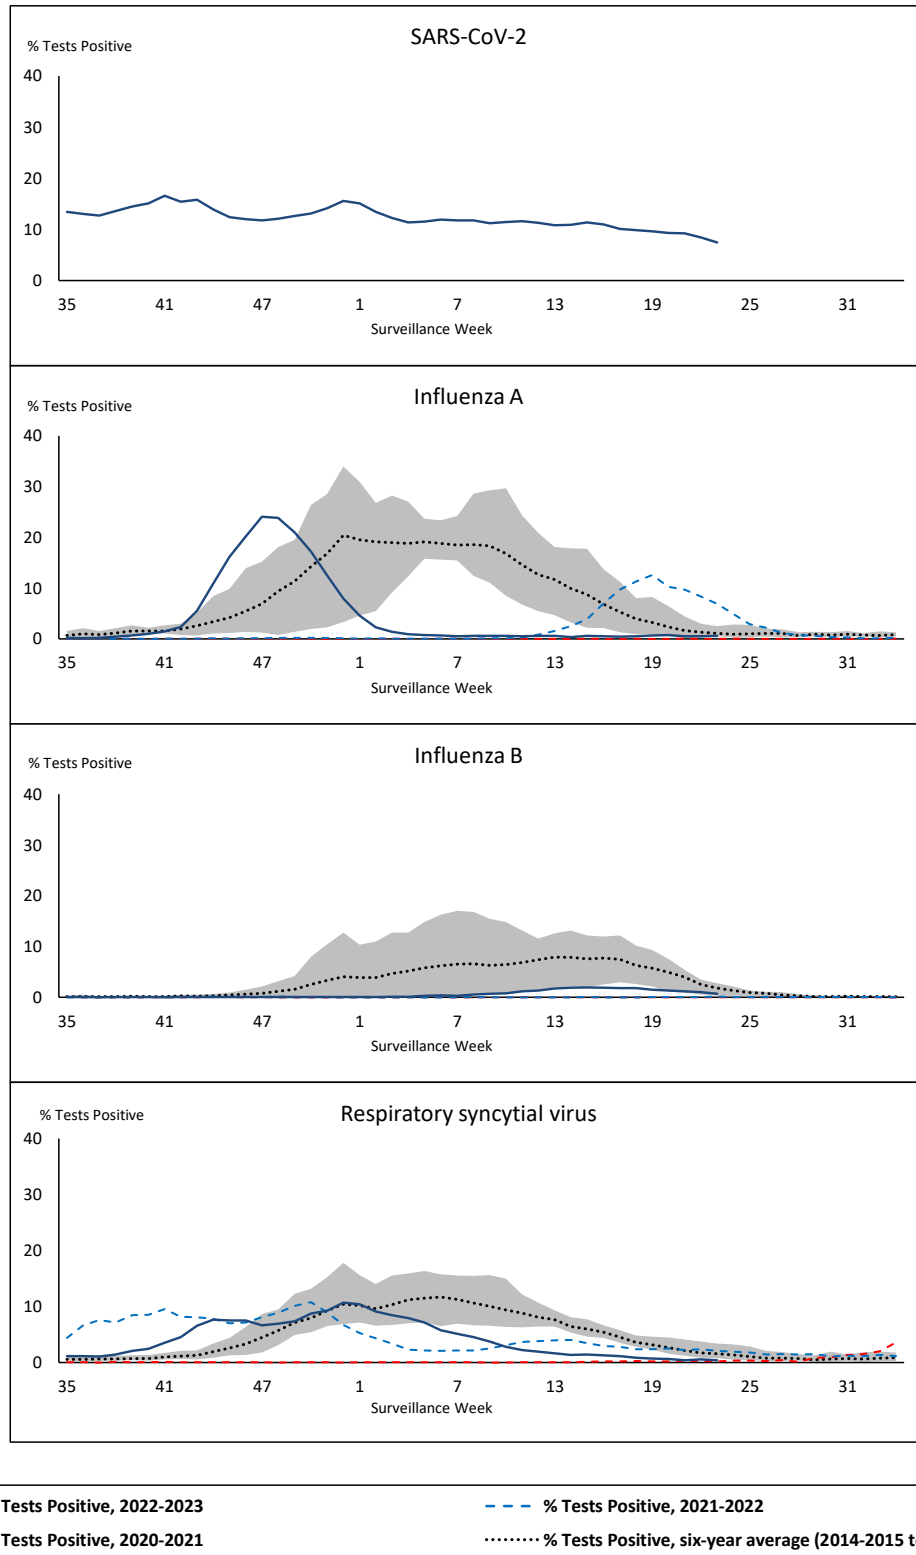 SARS-CoV-2
% Tests Positive
40
30
20
10
0
35 41 47 1 7 13 19 25 31
Surveillance Week
Influenza A
% Tests Positive
40
30
20
10
0
35 41 47 1 7 13 19 25 31
Surveillance Week
Influenza B
% Tests Positive
40
30
20
10
0
35 41 47 1 7 13 19 25 31
Surveillance Week
Respiratory syncytial virus
% Tests Positive
40
30
20
10
0
35 41 47 1 7 13 19 25 31
Surveillance Week
Tests Positive, 2022-2023 % Tests Positive, 2021-2022
Tests Positive, 2020-2021 % Tests Positive, six-year average (2014-2015 t